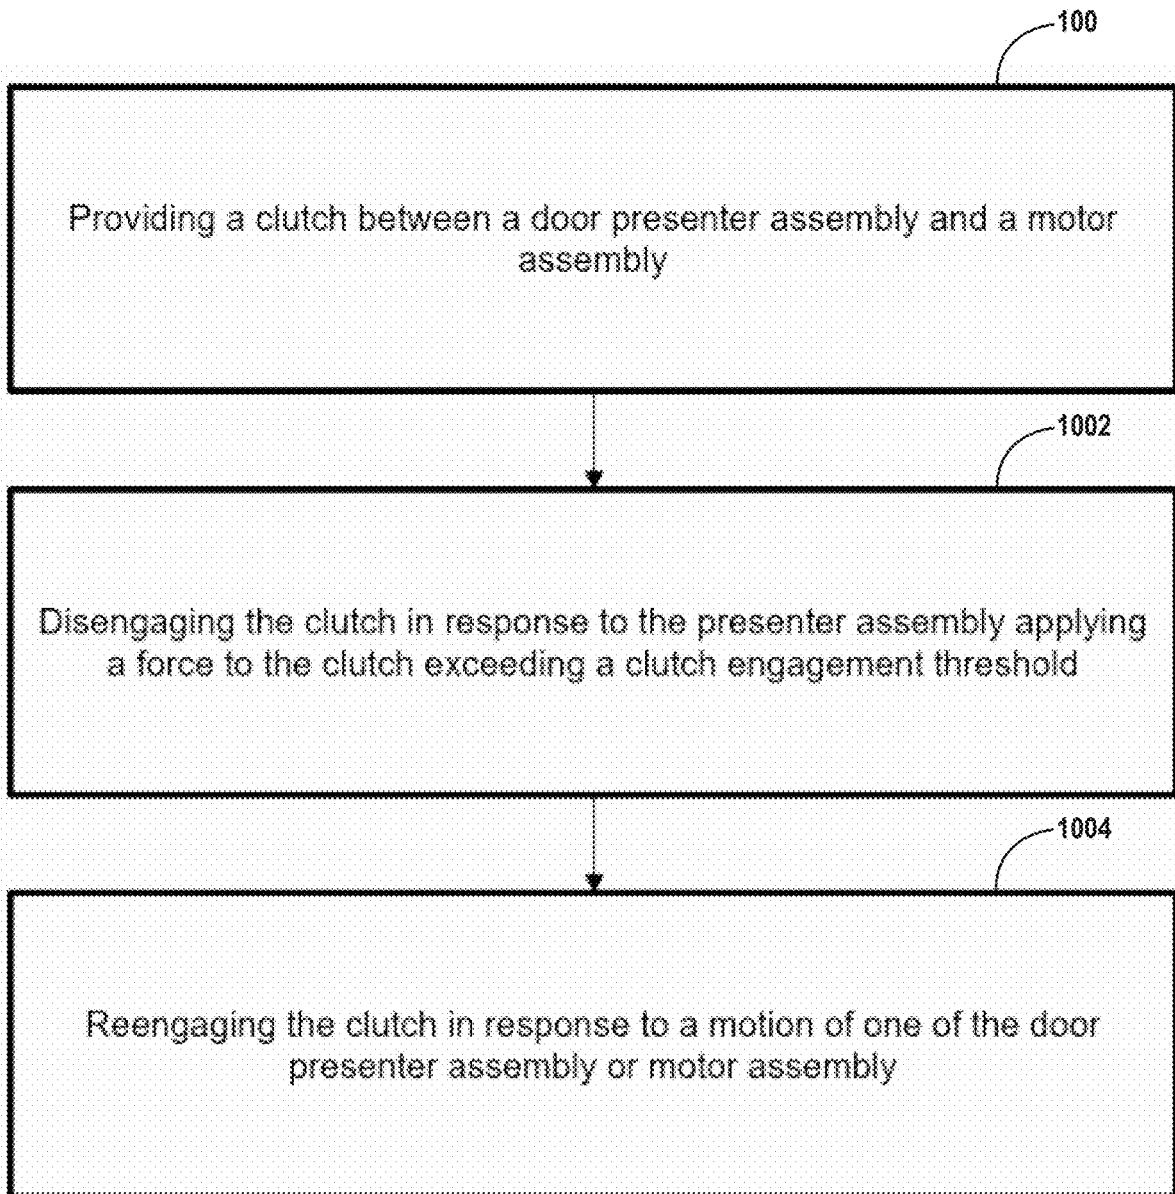 100
Providing a clutch between a door presenter assembly and a motor
assembly
1002
Disengaging the clutch in response to the presenter assembly applying
a force to the clutch exceeding a clutch engagement threshold
1004
Reengaging the clutch in response to a motion of one of the door
presenter assembly or motor assembly